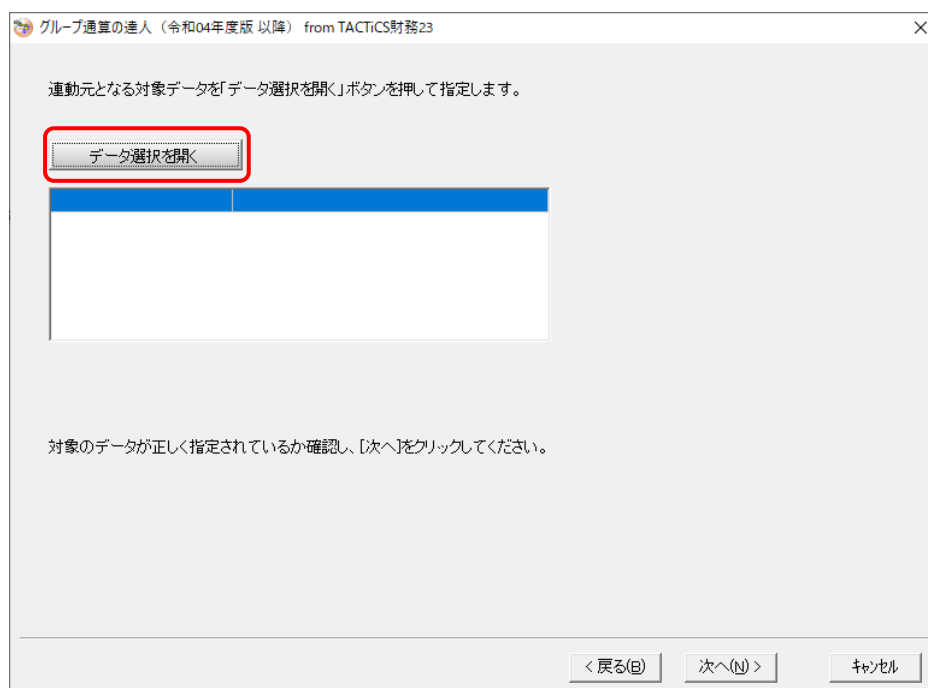 グループ通算の達人（令和04年度版 以降） from TACTiCS財務23
連動元となる対象データを「データ選択を開く」ボタンを押して指定します。
データ選択を開く
対象のデータが正しく指定されているか確認し、[次へ]をクリックしてください。
< 戻る(B)
次へ(N) >
キャンセル